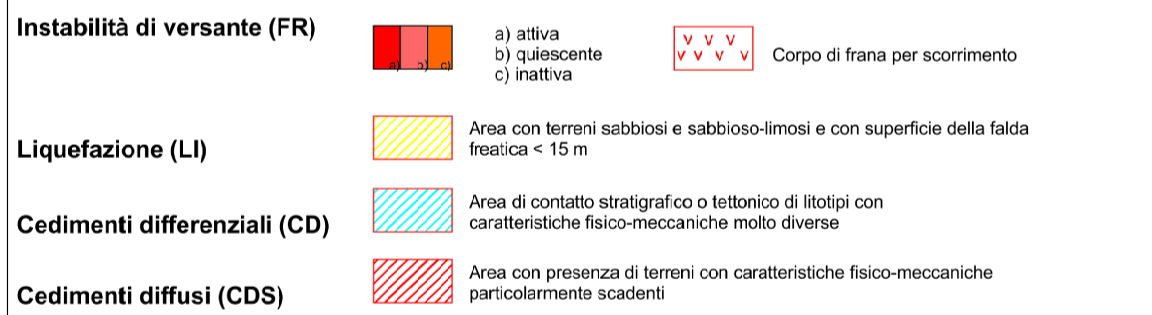 Instabilità di versante (FR)
a) b) c)
a) attiva
b) quiescente
c) inattiva
v v v
v v v v
Corpo di frana per scorrimento
Liquefazione (LI)
Area con terreni sabbiosi e sabbioso-limosi e con superficie della falda
freatica < 15 m
Cedimenti differenziali (CD)
Area di contatto stratigrafico o tettonico di litotipi con
caratteristiche fisico-meccaniche molto diverse
Cedimenti diffusi (CDS)
Area con presenza di terreni con caratteristiche fisico-meccaniche
particolarmente scadenti